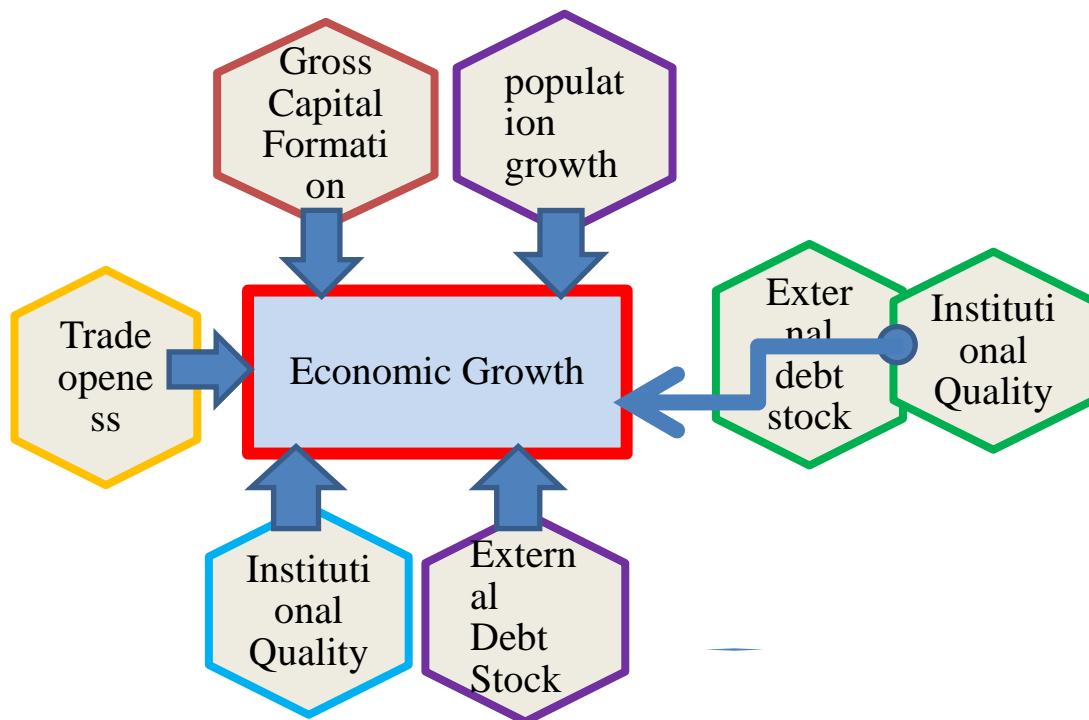 Gross
Capital
Formati
on
populat
ion
growth
Trade
opene
ss
Economic Growth
Exter
nal
debt
stock
Instituti
onal
Quality
Instituti
onal
Quality
Extern
al
Debt
Stock